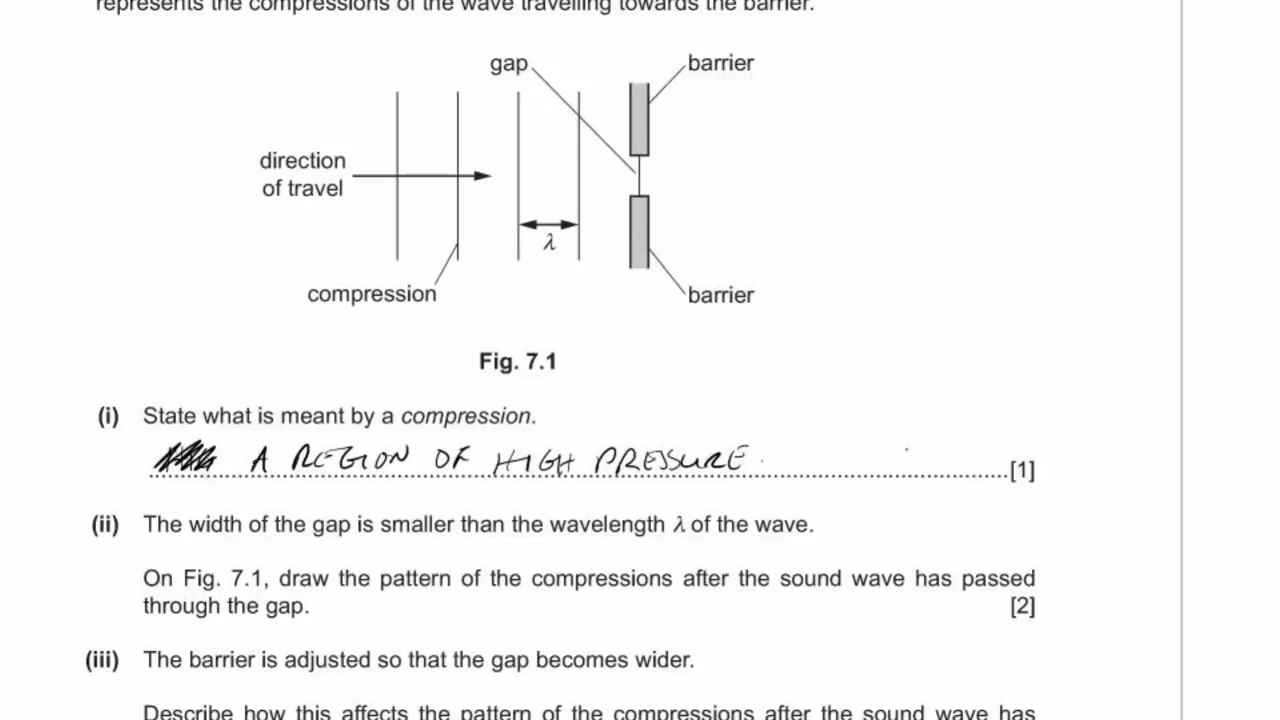 represents the compressions of the wave travelling towards the barrier.
gap
barrier
direction
of travel
λ
compression
barrier
Fig. 7.1
(i) State what is meant by a compression.
A REGION OF HIGH PRESSURE. [1]
(ii) The width of the gap is smaller than the wavelength λ of the wave.
On Fig. 7.1, draw the pattern of the compressions after the sound wave has passed
through the gap. [2]
(iii) The barrier is adjusted so that the gap becomes wider.
Describe how this affects the pattern of the compressions after the sound wave has